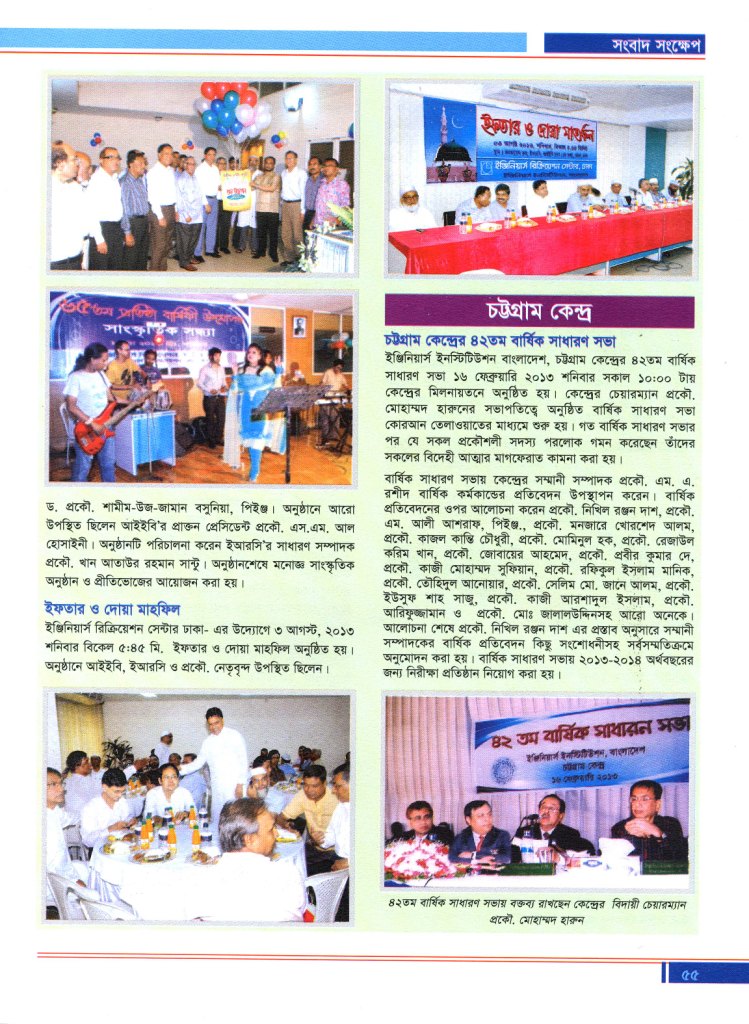 সংবাদ সংক্ষেপ
ইফতার ও দোয়া মাহফিল
ইঞ্জিনিয়ার্স রিক্রিয়েশন সেন্টার, ঢাকা
৩৫তম প্রতিষ্ঠা বার্ষিকী
সাংস্কৃতিক সন্ধ্যা
ড. প্রকৌ. শামীম-উজ-জামান বসুনিয়া, পিইঞ্জ। অনুষ্ঠানে আরো
উপস্থিত ছিলেন আইইবি'র প্রাক্তন প্রেসিডেন্ট প্রকৌ. এস.এম. আল
হোসাইনী। অনুষ্ঠানটি পরিচালনা করেন ইআরসি'র সাধারণ সম্পাদক
প্রকৌ. খান আতাউর রহমান সান্টু। অনুষ্ঠানশেষে মনোজ্ঞ সাংস্কৃতিক
অনুষ্ঠান ও প্রীতিভোজের আয়োজন করা হয়।
ইফতার ও দোয়া মাহফিল
ইঞ্জিনিয়ার্স রিক্রিয়েশন সেন্টার ঢাকা- এর উদ্যোগে ৩ আগস্ট, ২০১৩
শনিবার বিকেল ৫:৪৫ মি. ইফতার ও দোয়া মাহফিল অনুষ্ঠিত হয়।
অনুষ্ঠানে আইইবি, ইআরসি ও প্রকৌ. নেতৃবৃন্দ উপস্থিত ছিলেন।
চট্টগ্রাম কেন্দ্র
চট্টগ্রাম কেন্দ্রের ৪২তম বার্ষিক সাধারণ সভা
ইঞ্জিনিয়ার্স ইনস্টিটিউশন বাংলাদেশ, চট্টগ্রাম কেন্দ্রের ৪২তম বার্ষিক
সাধারণ সভা ১৬ ফেব্রুয়ারি ২০১৩ শনিবার সকাল ১০:০০ টায়
কেন্দ্রের মিলনায়তনে অনুষ্ঠিত হয়। কেন্দ্রের চেয়ারম্যান প্রকৌ.
মোহাম্মদ হারুনের সভাপতিত্বে অনুষ্ঠিত বার্ষিক সাধারণ সভা
কোরআন তেলাওয়াতের মাধ্যমে শুরু হয়। গত বার্ষিক সাধারণ সভার
পর যে সকল প্রকৌশলী সদস্য পরলোক গমন করেছেন তাঁদের
সকলের বিদেহী আত্মার মাগফেরাত কামনা করা হয়।
বার্ষিক সাধারণ সভায় কেন্দ্রের সম্মানী সম্পাদক প্রকৌ. এম. এ.
রশীদ বার্ষিক কর্মকান্ডের প্রতিবেদন উপস্থাপন করেন। বার্ষিক
প্রতিবেদনের ওপর আলোচনা করেন প্রকৌ. নিখিল রঞ্জন দাশ, প্রকৌ.
এম. আলী আশরাফ, পিইঞ্জ., প্রকৌ. মনজারে খোরশেদ আলম,
প্রকৌ. কাজল কান্তি চৌধুরী, প্রকৌ. মোমিনুল হক, প্রকৌ. রেজাউল
করিম খান, প্রকৌ. জোবায়ের আহমেদ, প্রকৌ. প্রবীর কুমার দে,
প্রকৌ. কাজী মোহাম্মদ সুফিয়ান, প্রকৌ. রফিকুল ইসলাম মানিক,
প্রকৌ. তৌহিদুল আনোয়ার, প্রকৌ. সেলিম মো. জানে আলম, প্রকৌ.
ইউসুফ শাহ সাজু, প্রকৌ. কাজী আরশাদুল ইসলাম, প্রকৌ.
আরিফুজ্জামান ও প্রকৌ. মোঃ জালালউদ্দিনসহ আরো অনেকে।
আলোচনা শেষে প্রকৌ. নিখিল রঞ্জন দাশ এর প্রস্তাব অনুসারে সম্মানী
সম্পাদকের বার্ষিক প্রতিবেদন কিছু সংশোধনীসহ সর্বসম্মতিক্রমে
অনুমোদন করা হয়। বার্ষিক সাধারণ সভায় ২০১৩-২০১৪ অর্থবছরের
জন্য নিরীক্ষা প্রতিষ্ঠান নিয়োগ করা হয়।
৪২ তম বার্ষিক সাধারন সভা
ইঞ্জিনিয়ার্স ইনস্টিটিউশন, বাংলাদেশ
চট্টগ্রাম কেন্দ্র
১৬ ফেব্রুয়ারি ২০১৩
৪২তম বার্ষিক সাধারণ সভায় বক্তব্য রাখছেন কেন্দ্রের বিদায়ী চেয়ারম্যান
প্রকৌ. মোহাম্মদ হারুন
৫৫